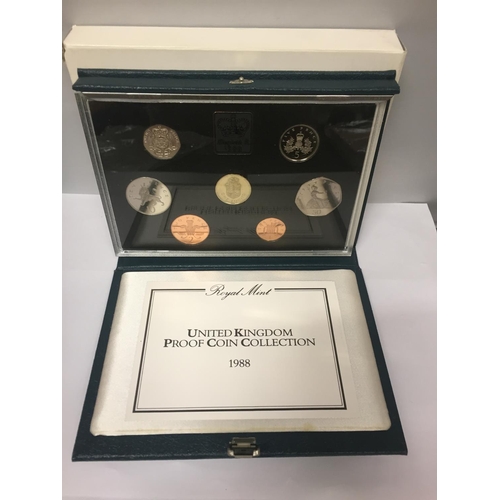 Royal Mint
UNITED KINGDOM
PROOF COIN COLLECTION
1988